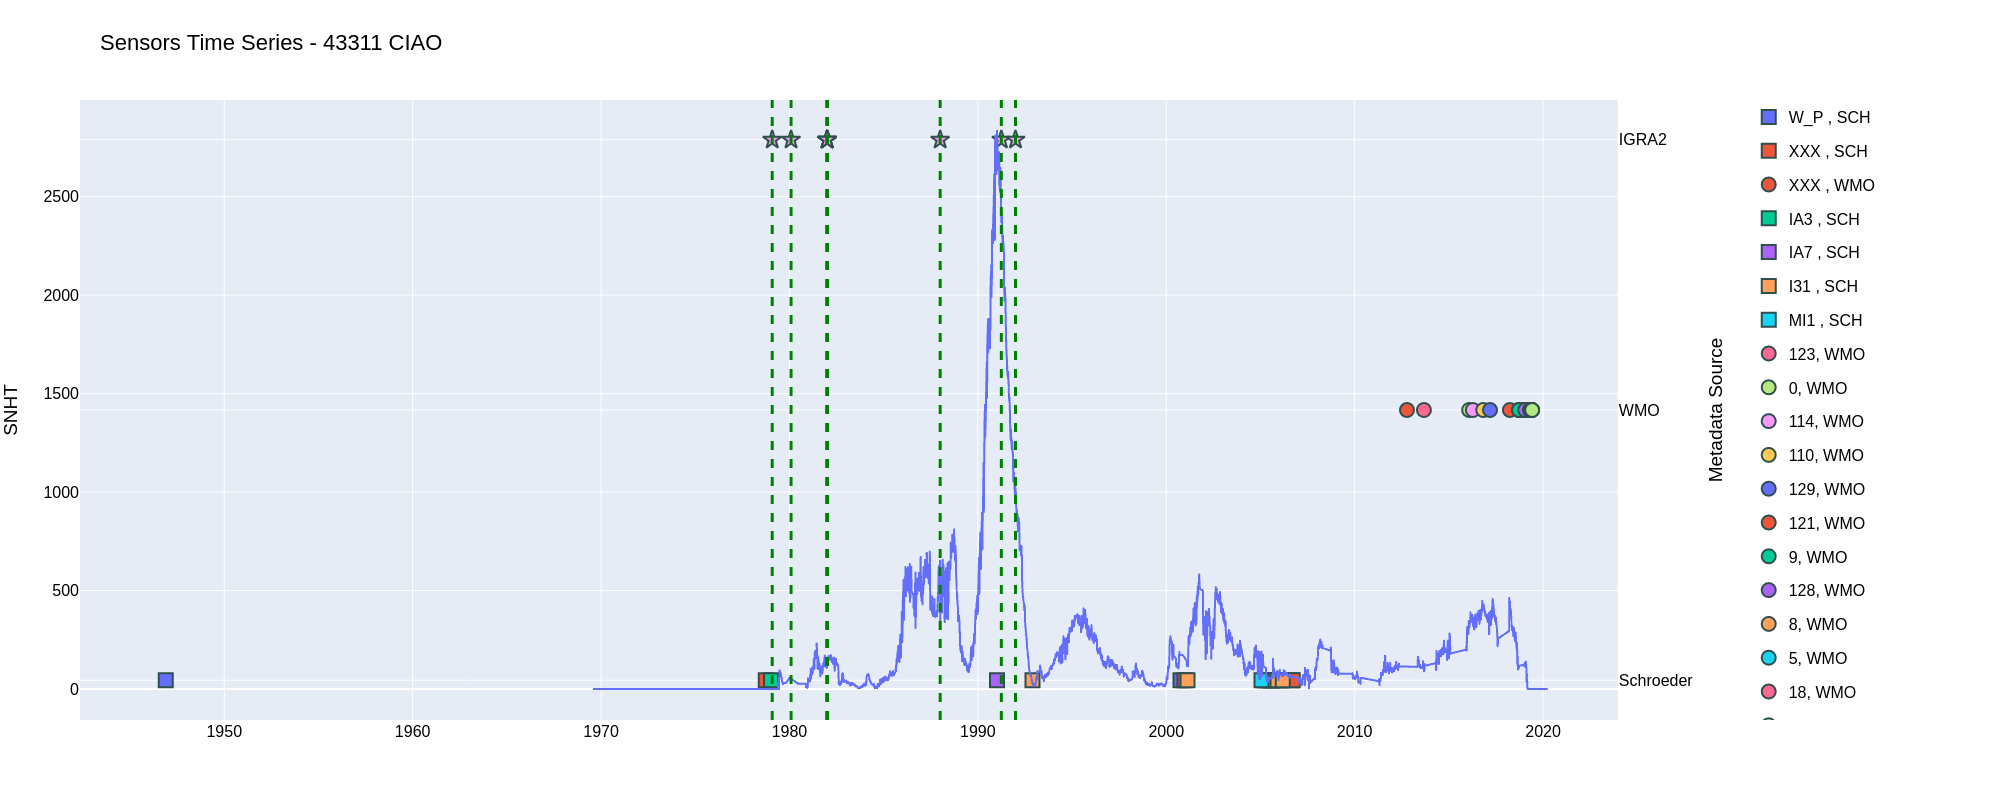 Sensors Time Series - 43311 CIAO
SNHT
2500
2000
1500
1000
500
0
1950
1960
1970
1980
1990
2000
2010
2020
IGRA2
WMO
Schroeder
Metadata Source
W_P , SCH
XXX , SCH
XXX , WMO
IA3 , SCH
IA7 , SCH
I31 , SCH
MI1 , SCH
123, WMO
0, WMO
114, WMO
110, WMO
129, WMO
121, WMO
9, WMO
128, WMO
8, WMO
5, WMO
18, WMO